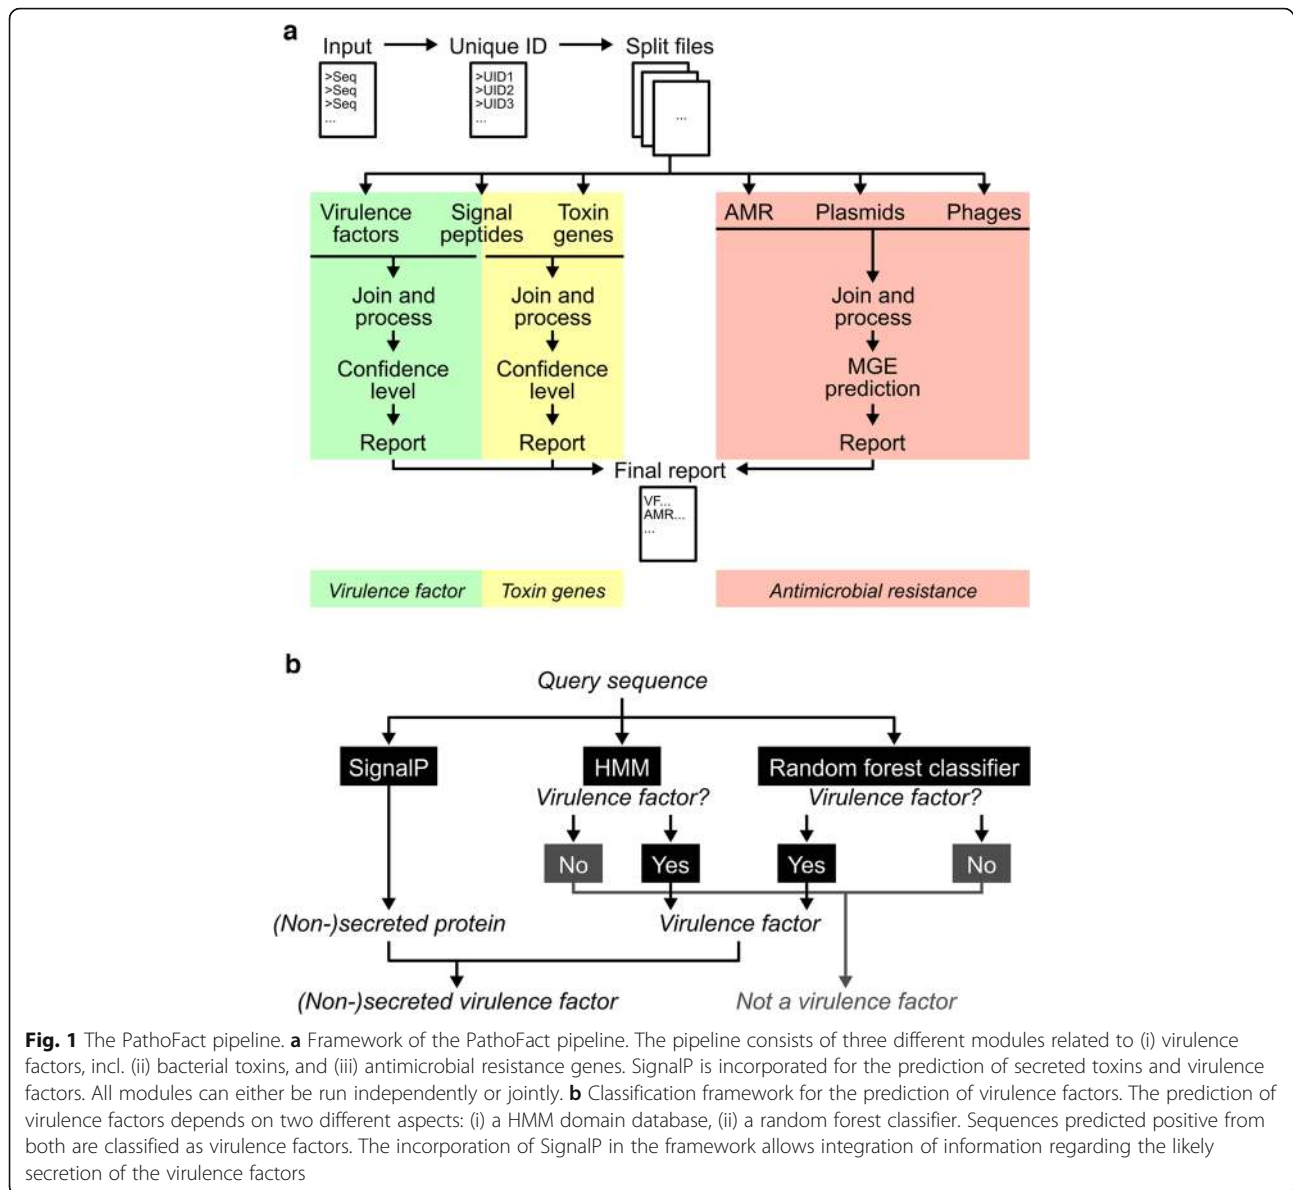 a
Input
Unique ID
Split files
>Seq
>Seq
>Seq
...
>UID1
>UID2
>UID3
...
...
Virulence
factors
Signal
peptides
Toxin
genes
AMR
Plasmids
Phages
Join and
process
Join and
process
Join and
process
Confidence
level
Confidence
level
MGE
prediction
Report
Report
Report
Final report
VF...
AMR...
...
Virulence factor
Toxin genes
Antimicrobial resistance
b
Query sequence
SignalP
HMM
Random forest classifier
Virulence factor?
Virulence factor?
No
Yes
Yes
No
(Non-)secreted protein
Virulence factor
(Non-)secreted virulence factor
Not a virulence factor
Fig. 1 The PathoFact pipeline. a Framework of the PathoFact pipeline. The pipeline consists of three different modules related to (i) virulence
factors, incl. (ii) bacterial toxins, and (iii) antimicrobial resistance genes. SignalP is incorporated for the prediction of secreted toxins and virulence
factors. All modules can either be run independently or jointly. b Classification framework for the prediction of virulence factors. The prediction of
virulence factors depends on two different aspects: (i) a HMM domain database, (ii) a random forest classifier. Sequences predicted positive from
both are classified as virulence factors. The incorporation of SignalP in the framework allows integration of information regarding the likely
secretion of the virulence factors